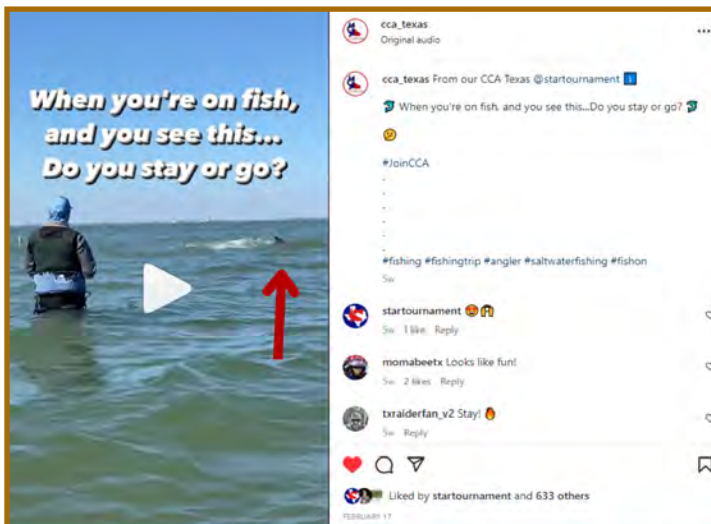 When you're on fish,
and you see this...
Do you stay or go?
cca_texas
Original audio
cca_texas From our CCA Texas @startournament
When you're on fish, and you see this...Do you stay or go?
#JoinCCA
.
.
.
.
.
#fishing #fishingtrip #angler #saltwaterfishing #fishon
5w
startournament
5w 1 like Reply
momabeetx Looks like fun!
5w 2 likes Reply
txraiderfan_v2 Stay!
5w Reply
Liked by startournament and 633 others
FEBRUARY 17